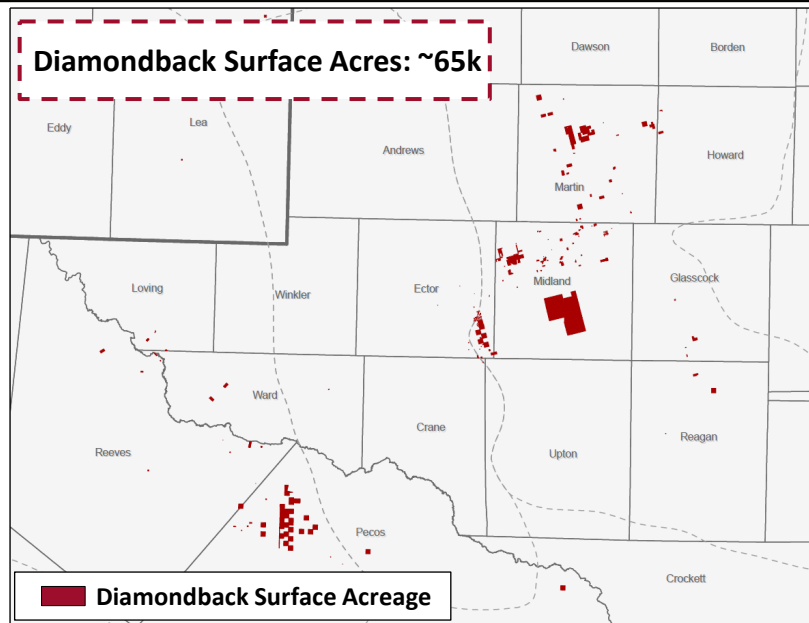 Diamondback Surface Acres: ~65k
Dawson
Borden
Eddy
Lea
Andrews
Howard
Martin
Loving
Winkler
Ector
Midland
Glasscock
Ward
Crane
Upton
Reagan
Reeves
Pecos
Crockett
Diamondback Surface Acreage